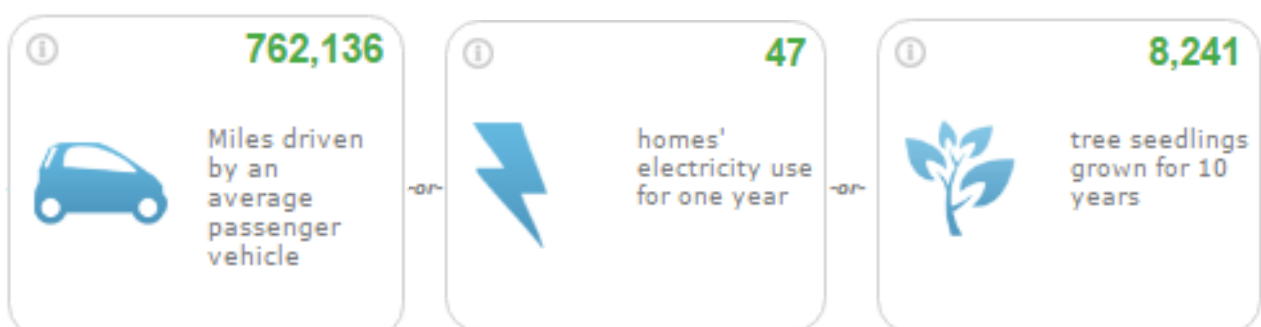 762,136
Miles driven
by an
average
passenger
vehicle
-or-
47
homes'
electricity use
for one year
-or-
8,241
tree seedlings
grown for 10
years